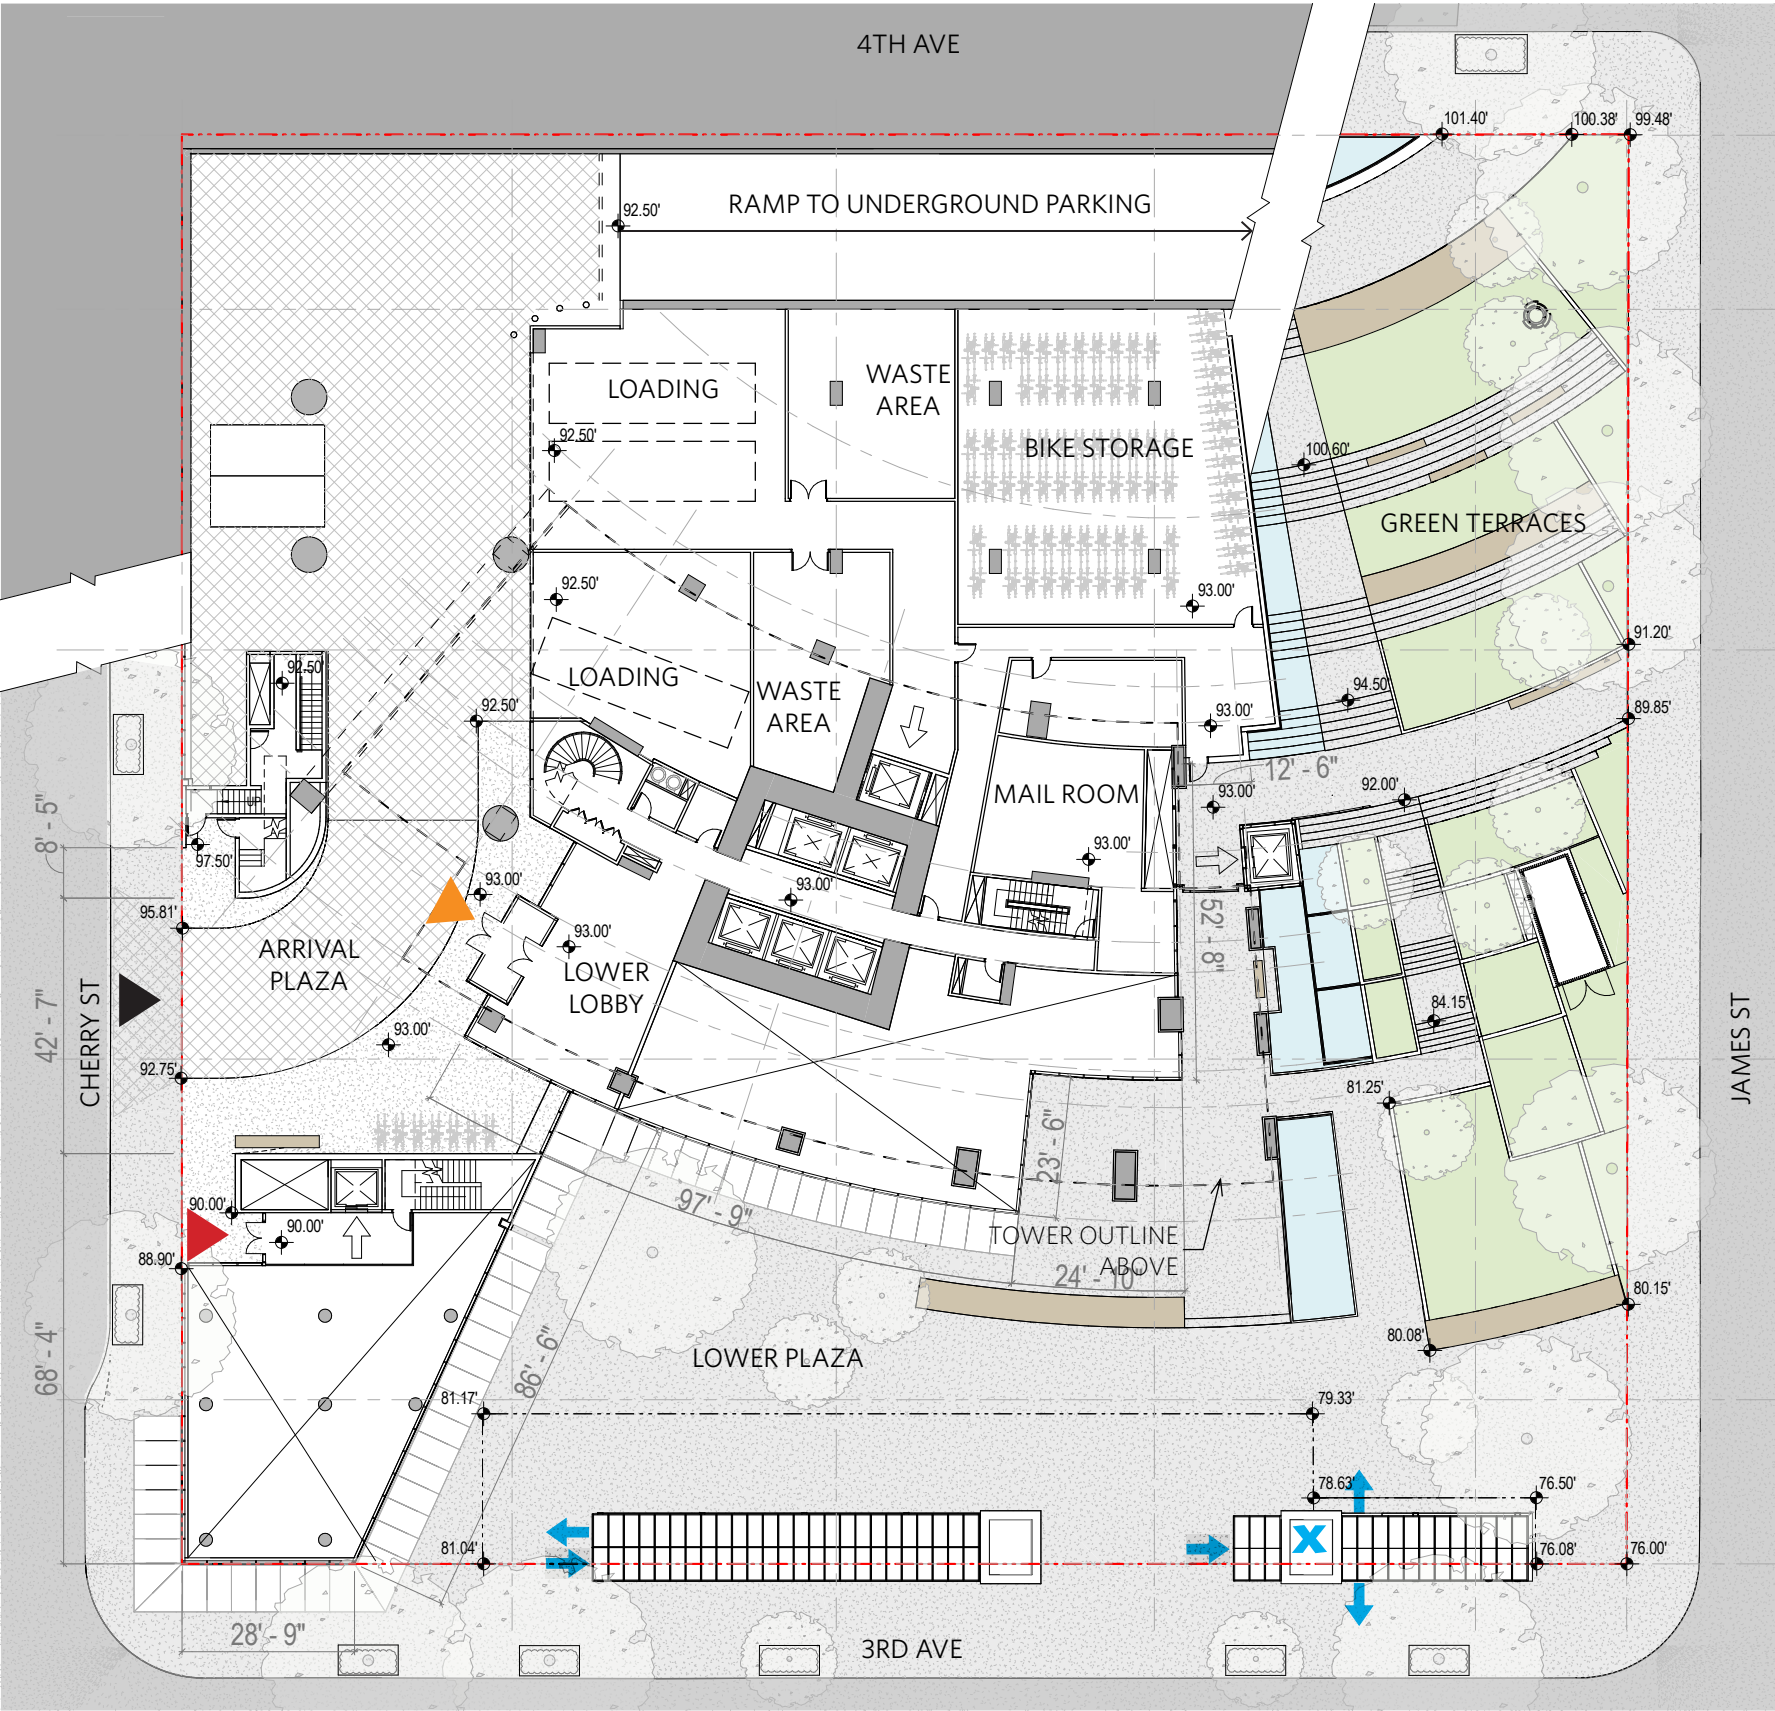 4TH AVE
101.40'
100.38'
99.48'
92.50'
RAMP TO UNDERGROUND PARKING
LOADING
WASTE
AREA
92.50'
BIKE STORAGE
100.60'
GREEN TERRACES
92.50'
93.00'
91.20'
92.50'
LOADING
WASTE
AREA
94.50'
92.50'
93.00'
89.85'
12' - 6"
8' - 5"
UP
MAIL ROOM
93.00'
92.00'
97.50'
93.00'
93.00'
93.00'
95.81'
ARRIVAL
PLAZA
93.00'
LOWER
LOBBY
52' - 8"
CHERRY ST
42' - 7"
93.00'
84.15'
JAMES ST
92.75'
81.25'
23' - 6"
97' - 9"
90.00'
90.00'
TOWER OUTLINE
ABOVE
88.90'
24' - 10"
80.15'
68' - 4"
86' - 6"
LOWER PLAZA
80.08'
81.17'
79.33'
78.63'
76.50'
X
81.04'
76.08'
76.00'
28' - 9"
3RD AVE